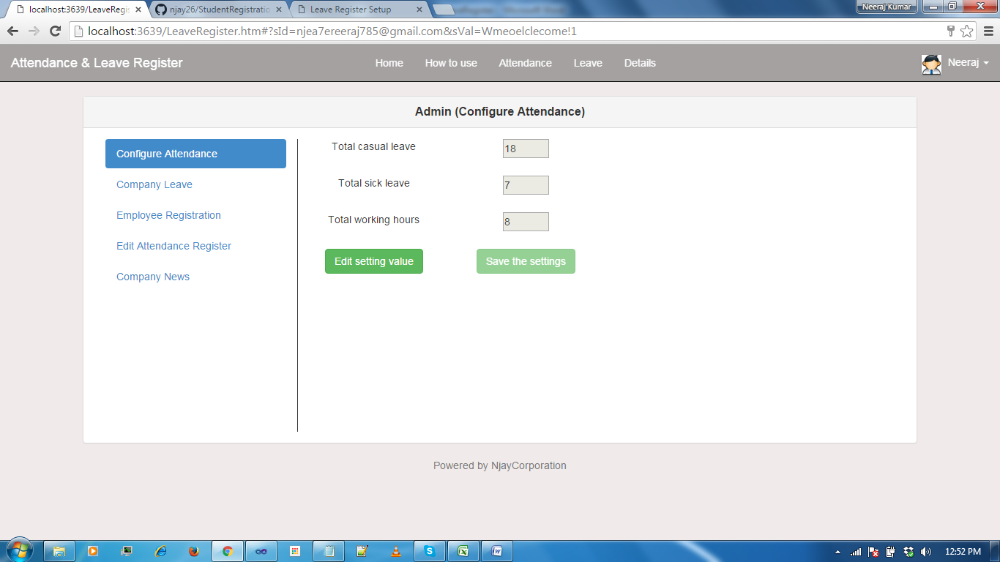 localhost:3639/LeaveRegis
njay26/StudentRegistratio
Leave Register Setup
Neeraj Kumar
localhost:3639/LeaveRegister.htm#?sId=njea7ereeraj785@gmail.com&sVal=Wmeoelclecome!1
Attendance & Leave Register
Home
How to use
Attendance
Leave
Details
Neeraj
Admin (Configure Attendance)
Configure Attendance
Company Leave
Employee Registration
Edit Attendance Register
Company News
Total casual leave
18
Total sick leave
7
Total working hours
8
Edit setting value
Save the settings
Powered by NjayCorporation
12:52 PM